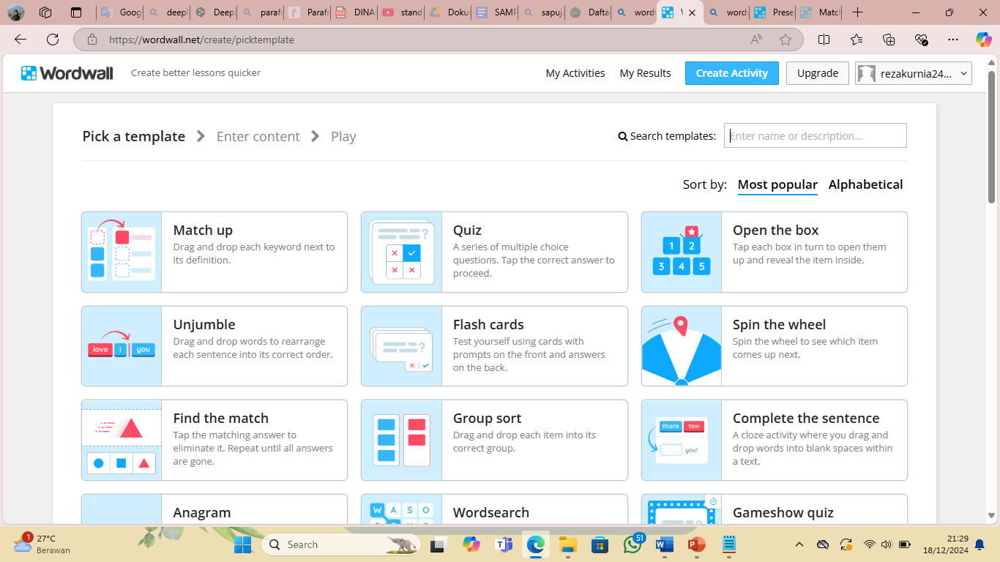 Goog
deepl
Deepl
parafr
Parafr
DINA
stand
Doku
SAMP
sapuj
Dafta
word
W
word
Prese
Matc
https://wordwall.net/create/picktemplate
Wordwall
Create better lessons quicker
My Activities
My Results
Create Activity
Upgrade
rezakurnia24...
Pick a template
Enter content
Play
Search templates:
Enter name or description...
Sort by:
Most popular
Alphabetical
Match up
Drag and drop each keyword next to
its definition.
?
Quiz
A series of multiple choice
questions. Tap the correct answer to
proceed.
1 2
3 4 5
Open the box
Tap each box in turn to open them
up and reveal the item inside.
love I you
Unjumble
Drag and drop words to rearrange
each sentence into its correct order.
?
Flash cards
Test yourself using cards with
prompts on the front and answers
on the back.
Spin the wheel
Spin the wheel to see which item
comes up next.
Find the match
Tap the matching answer to
eliminate it. Repeat until all answers
are gone.
Group sort
Drag and drop each item into its
correct group.
thank taxi
you!
Complete the sentence
A cloze activity where you drag and
drop words into blank spaces within
a text.
Anagram
W A S O
Wordsearch
Gameshow quiz
1
27°C
Berawan
Search
51
21:29
18/12/2024